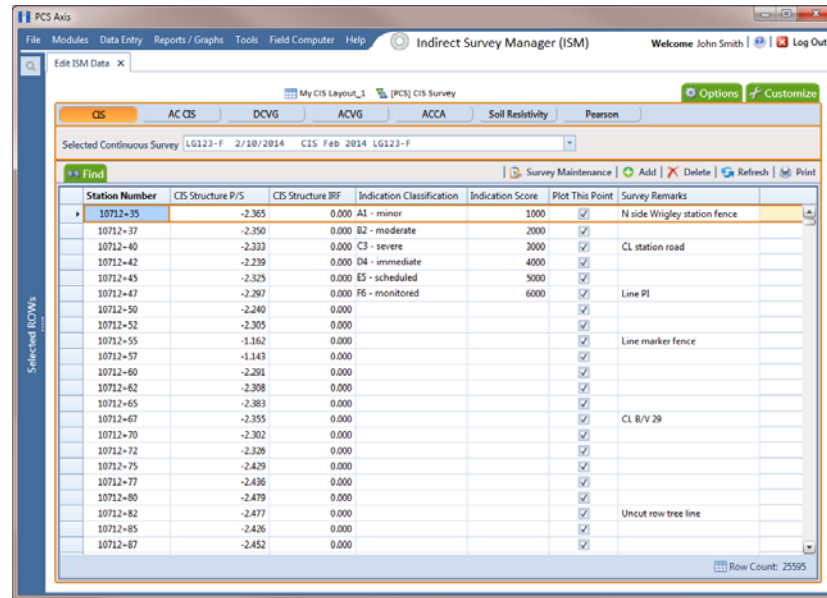 PCS Axis
File Modules Data Entry Reports / Graphs Tools Field Computer Help Indirect Survey Manager (ISM) Welcome John Smith Log Out
Edit ISM Data X
My CIS Layout_1 [PCS] CIS Survey Options Customize
CIS AC CIS DCVG ACVG ACCA Soil Resistivity Pearson
Selected Continuous Survey LG123-F 2/10/2014 CIS Feb 2014 LG123-F
Find Survey Maintenance Add Delete Refresh Print
Station Number CIS Structure P/S CIS Structure IRF Indication Classification Indication Score Plot This Point Survey Remarks
10712+35 -2.365 0.000 A1 - minor 1000 N side Wrigley station fence
10712+37 -2.350 0.000 B2 - moderate 2000
10712+40 -2.333 0.000 C3 - severe 3000 CL station road
10712+42 -2.239 0.000 D4 - immediate 4000
10712+45 -2.325 0.000 E5 - scheduled 5000
10712+47 -2.297 0.000 F6 - monitored 6000 Line PI
10712+50 -2.240 0.000
10712+52 -2.305 0.000
10712+55 -1.162 0.000 Line marker fence
10712+57 -1.143 0.000
10712+60 -2.291 0.000
10712+62 -2.308 0.000
10712+65 -2.383 0.000
10712+67 -2.355 0.000 CL B/V 29
10712+70 -2.302 0.000
10712+72 -2.326 0.000
10712+75 -2.429 0.000
10712+77 -2.436 0.000
10712+80 -2.479 0.000
10712+82 -2.477 0.000 Uncut row tree line
10712+85 -2.426 0.000
10712+87 -2.452 0.000
Row Count: 25595
Selected ROWs